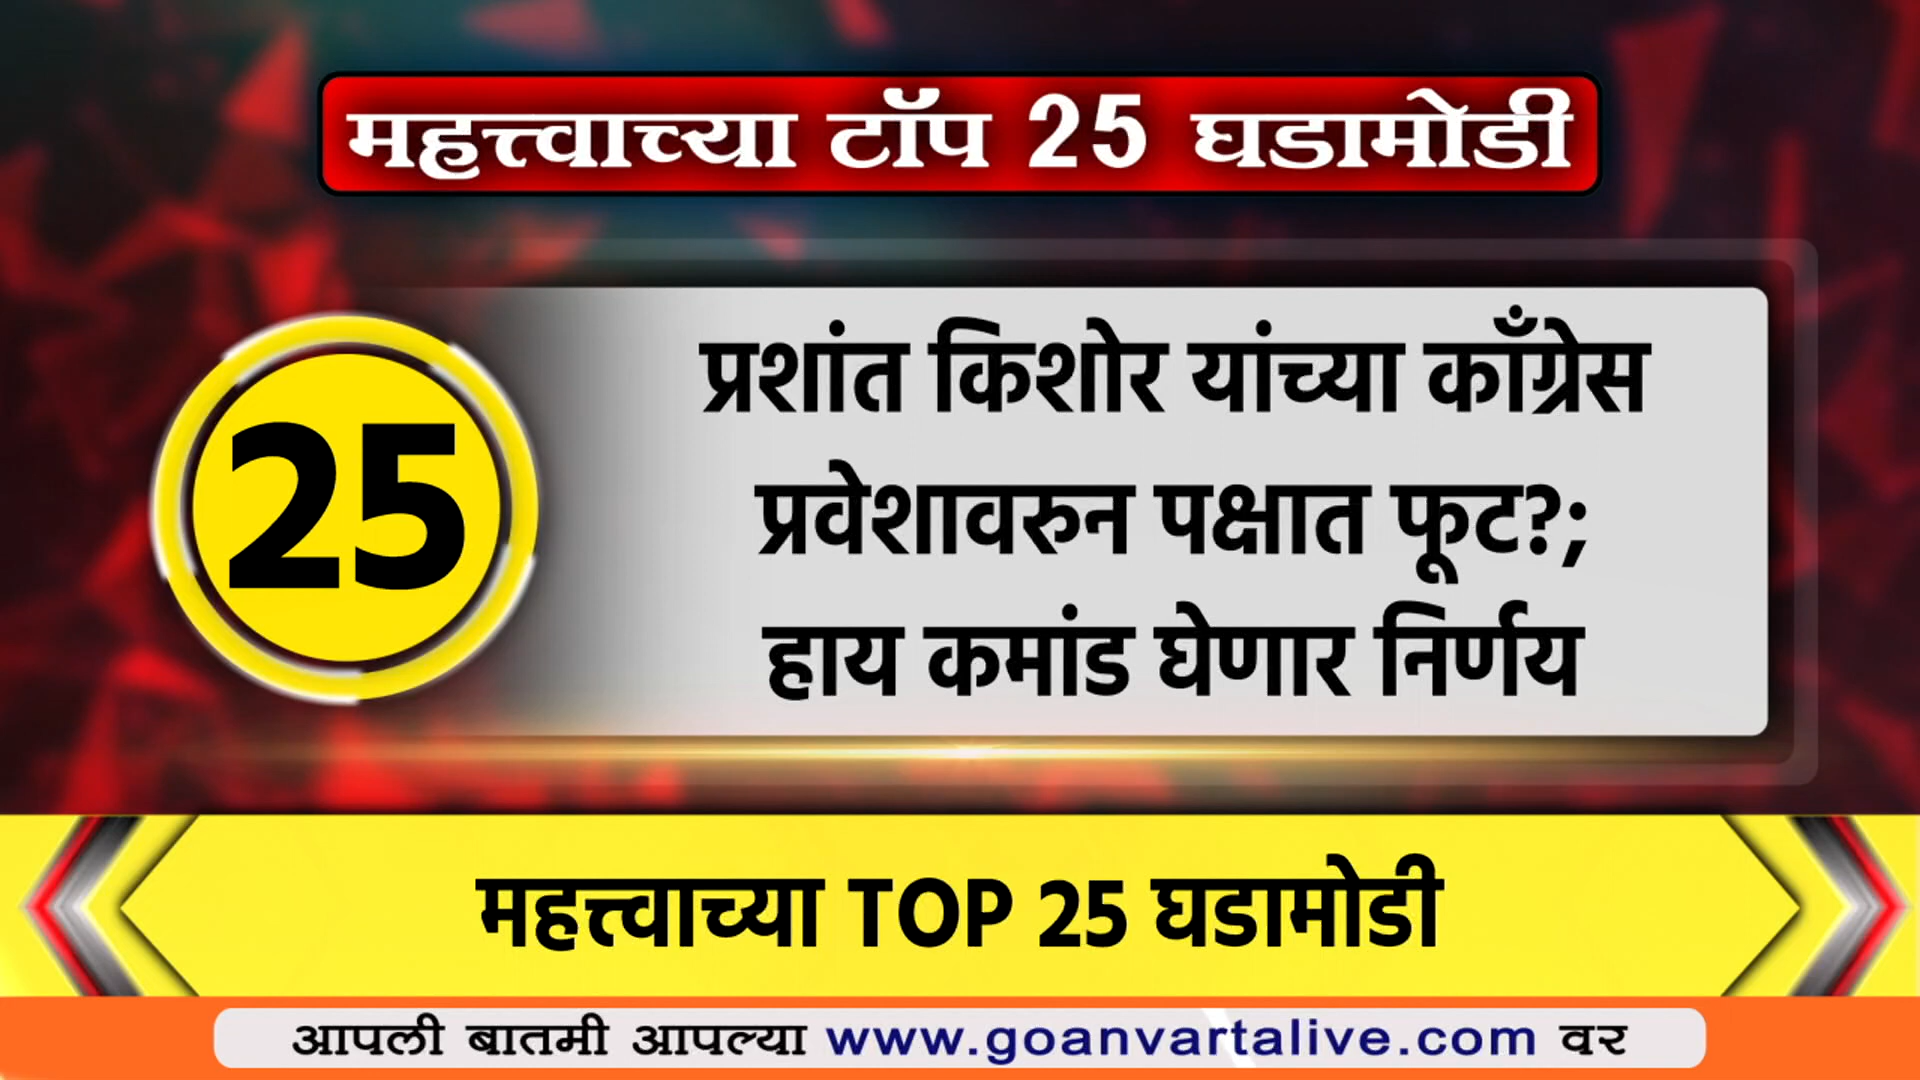 महत्त्वाच्या टॉप 25 घडामोडी
25
प्रशांत किशोर यांच्या काँग्रेस
प्रवेशावरुन पक्षात फूट?;
हाय कमांड घेणार निर्णय
महत्त्वाच्या TOP 25 घडामोडी
आपली बातमी आपल्या www.goanvartalive.com वर